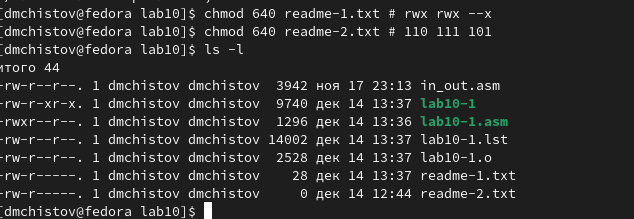 [dmchistov@fedora lab10]$ chmod 640 readme-1.txt # rwx rwx --x
[dmchistov@fedora lab10]$ chmod 640 readme-2.txt # 110 111 101
[dmchistov@fedora lab10]$ ls -l
итого 44
-rw-r--r--. 1 dmchistov dmchistov  3942 ноя 17 23:13 in_out.asm
-rw-r-xr-x. 1 dmchistov dmchistov  9740 дек 14 13:37 lab10-1
-rwxr--r--. 1 dmchistov dmchistov  1296 дек 14 13:36 lab10-1.asm
-rw-r--r--. 1 dmchistov dmchistov 14002 дек 14 13:37 lab10-1.lst
-rw-r--r--. 1 dmchistov dmchistov  2528 дек 14 13:37 lab10-1.o
-rw-r-----. 1 dmchistov dmchistov    28 дек 14 13:37 readme-1.txt
-rw-r-----. 1 dmchistov dmchistov     0 дек 14 12:44 readme-2.txt
[dmchistov@fedora lab10]$